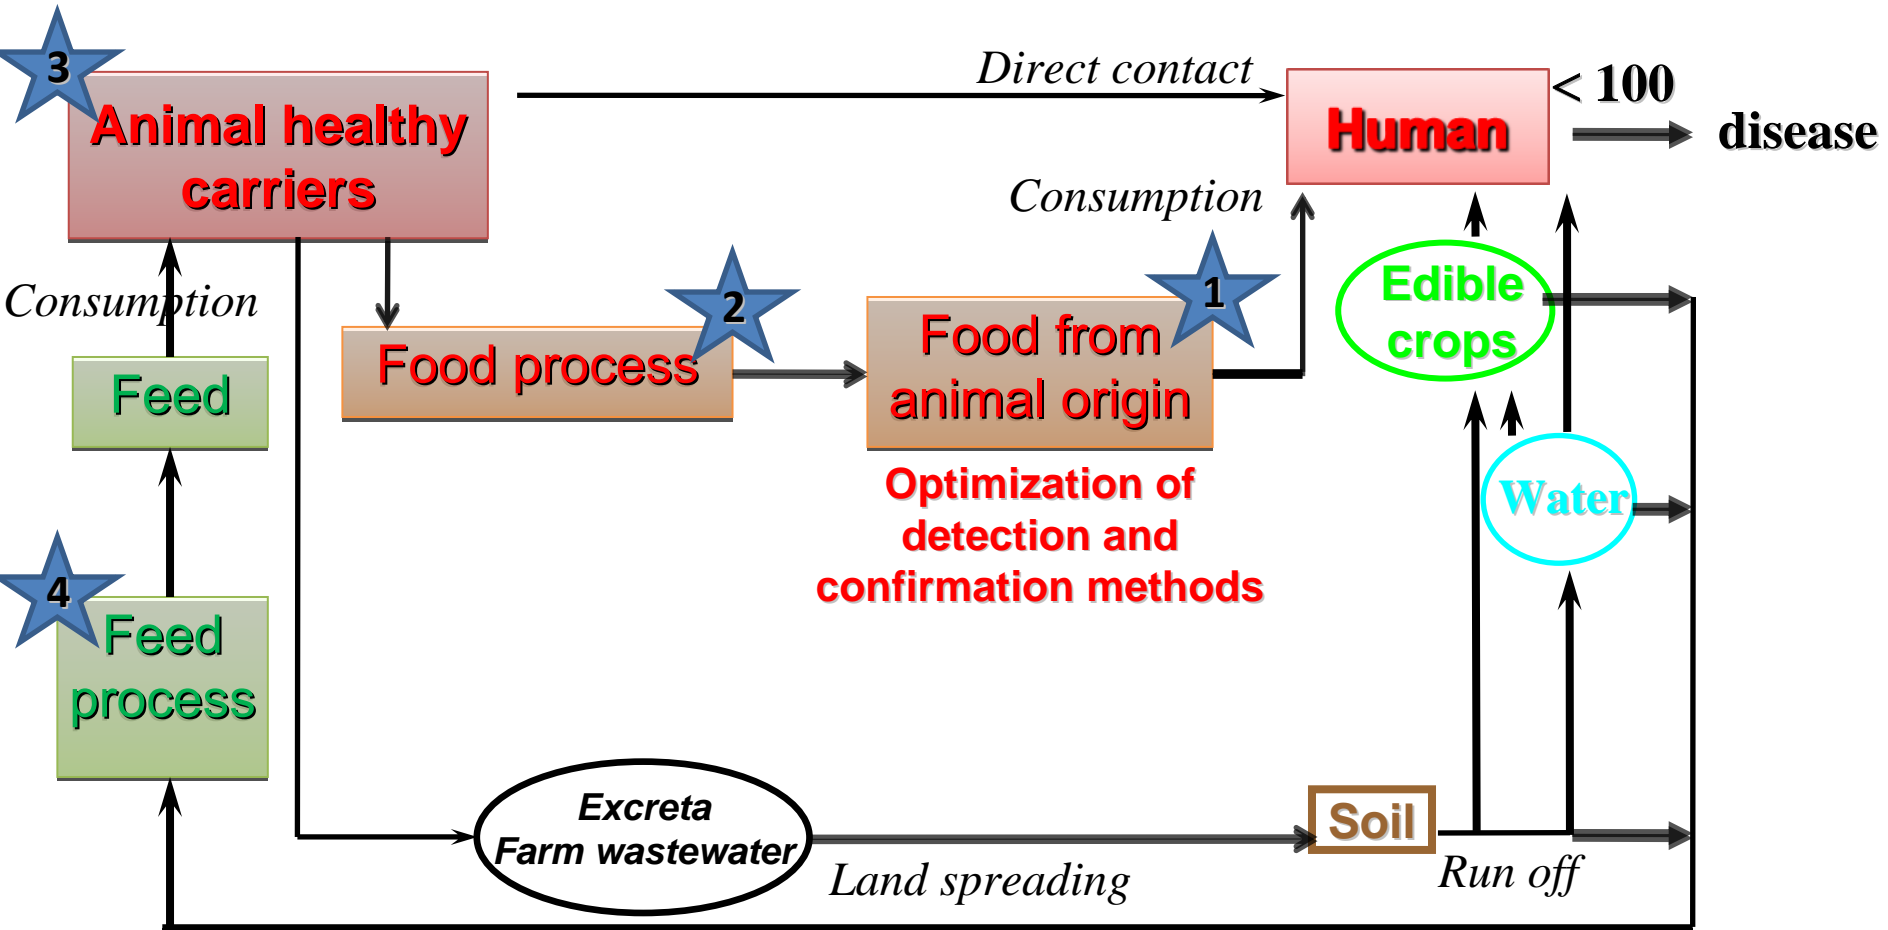 3
Animal healthy
carriers
Direct contact
Human
< 100
disease
Consumption
Consumption
Feed
2
Food process
1
Food from
animal origin
Optimization of
detection and
confirmation methods
Edible
crops
Water
4
Feed
process
Excreta
Farm wastewater
Land spreading
Soil
Run off